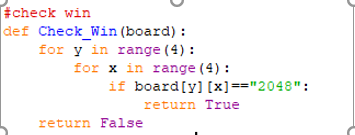 #check win
def Check_Win(board):
    for y in range(4):
        for x in range(4):
            if board[y][x]=="2048":
                return True
    return False